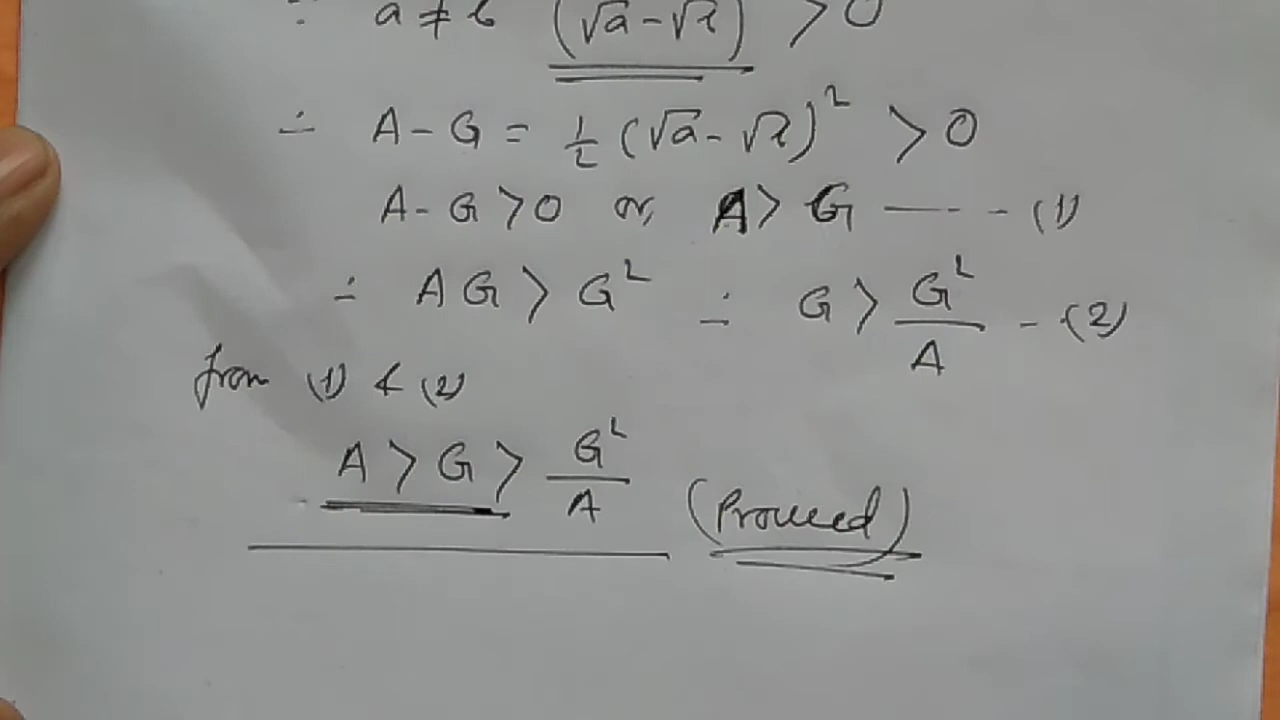 ∵ a ≠ b (√a - √b) > 0
∴ A - G = 1/2 (√a - √b)² > 0
A - G > 0 or, A > G ---- (1)
∴ AG > G² ∴ G > G²/A - (2)
from (1) & (2)
A > G > G²/A (Proved)